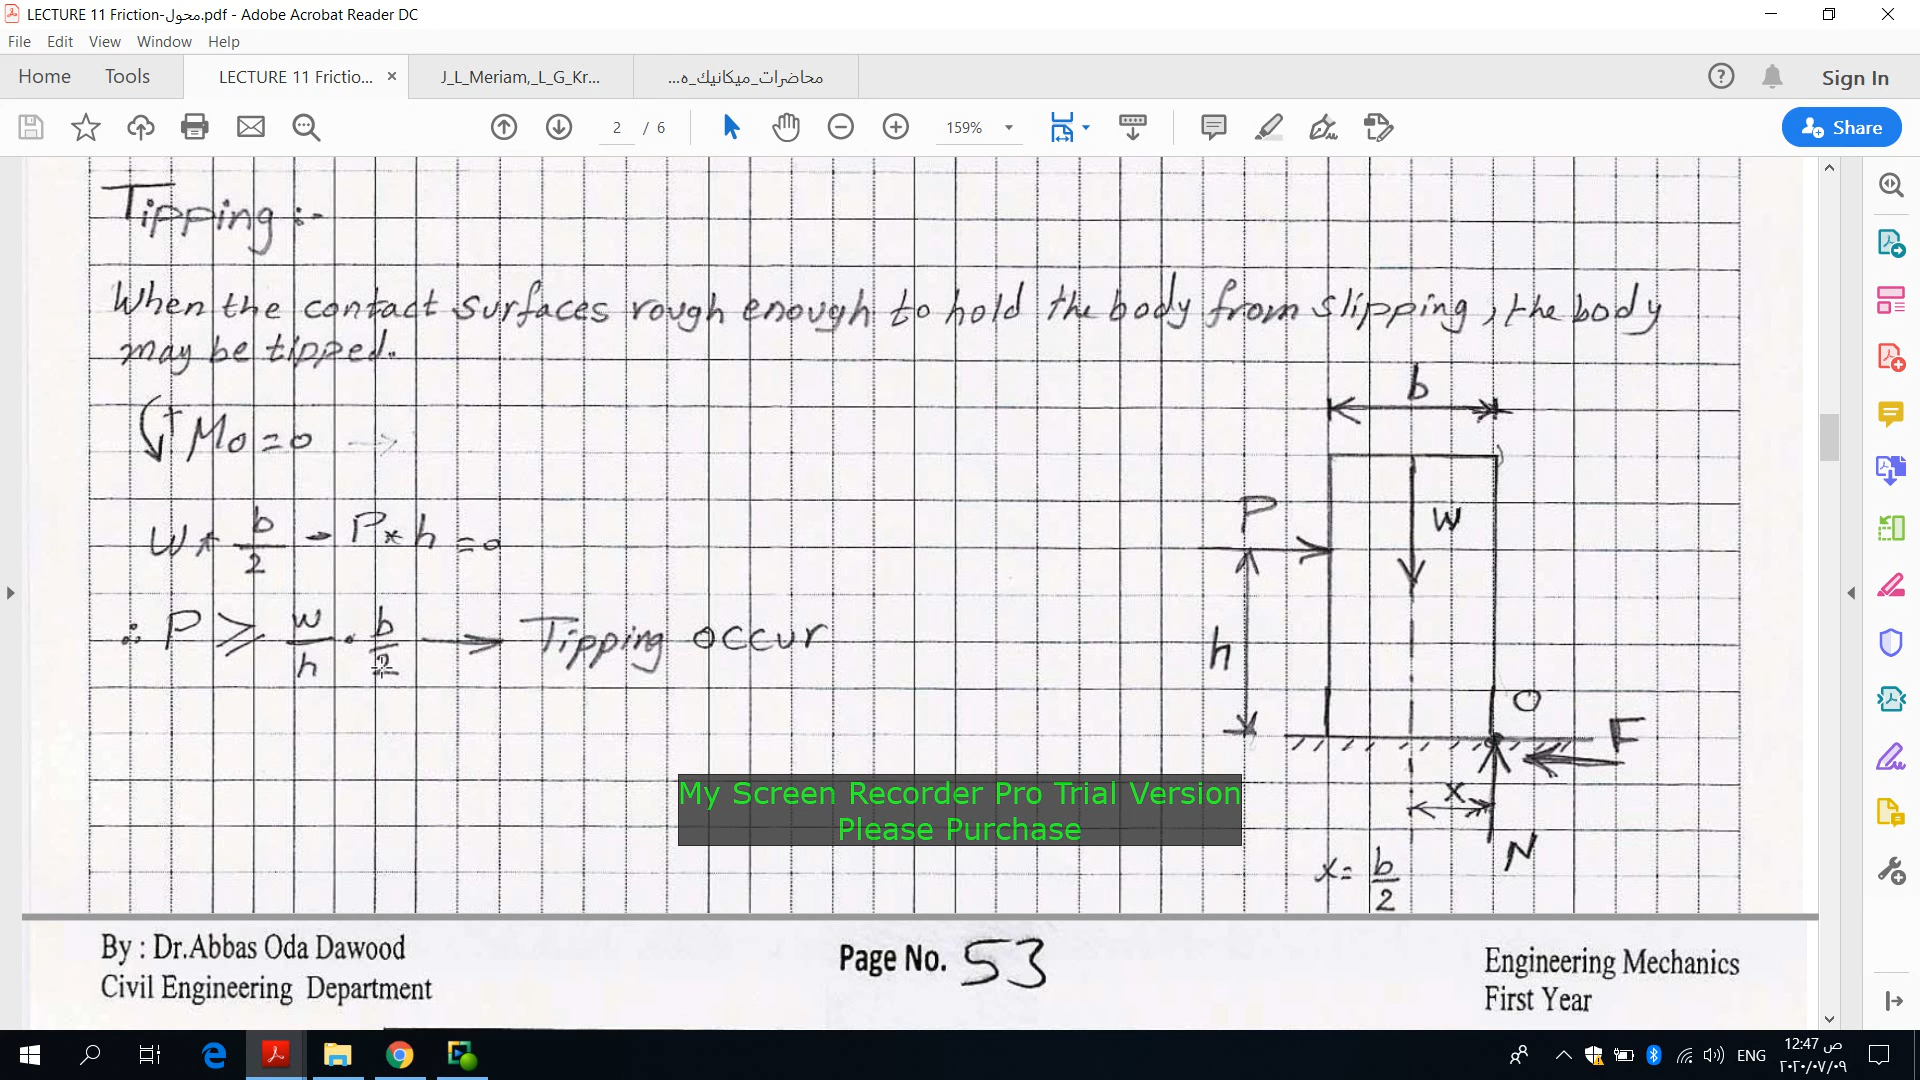 LECTURE 11 Friction-محول.pdf - Adobe Acrobat Reader DC
File Edit View Window Help
Home Tools LECTURE 11 Frictio... × J_L_Meriam,_L_G_Kr... محاضرات_ميكانيك_ه... Sign In
2 / 6 159% Share
Tipping :-
When the contact surfaces rough enough to hold the body from slipping, the body
may be tipped.
b
+ Mo = 0 →
W * b/2 - P * h = 0
P
W
∴ P ≥ w/h . b/2 → Tipping occur
h
O
F
x
N
x = b/2
My Screen Recorder Pro Trial Version
Please Purchase
By : Dr.Abbas Oda Dawood
Civil Engineering Department
Page No. 53
Engineering Mechanics
First Year
ENG
12:47 ص
٢٠٢٠/٠٧/٠٩